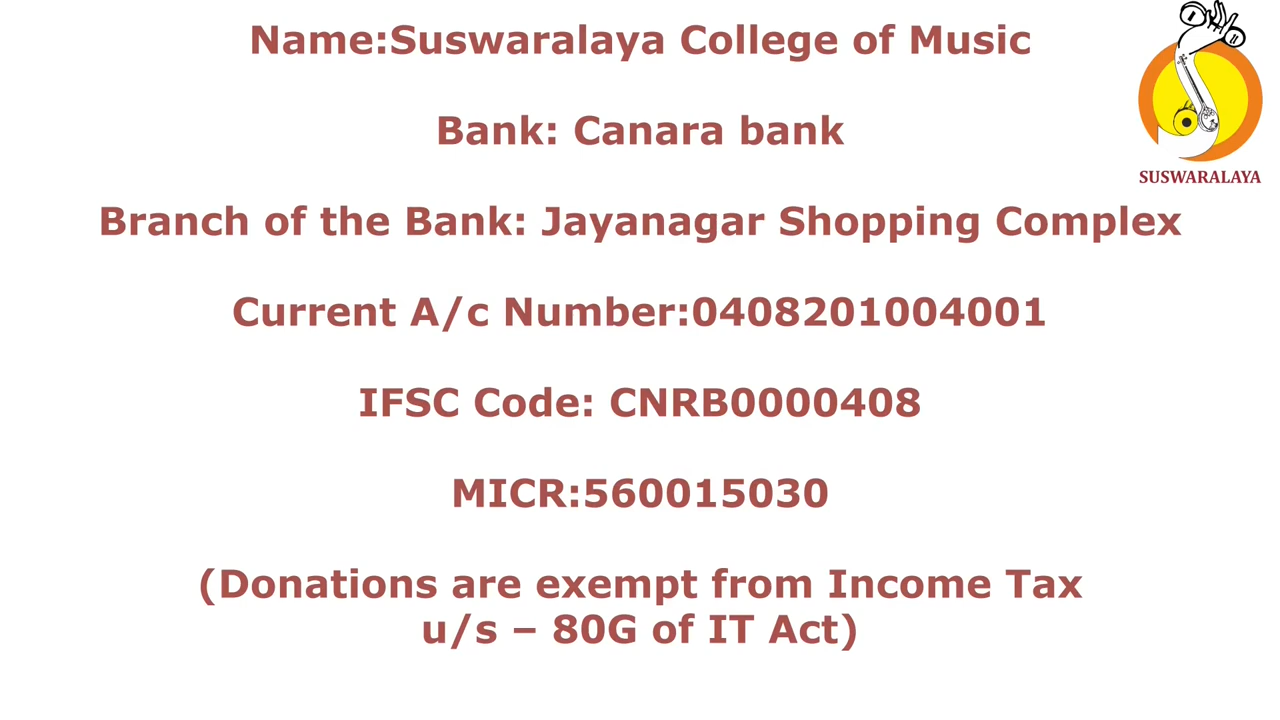 Name:Suswaralaya College of Music
SUSWARALAYA
Bank: Canara bank
Branch of the Bank: Jayanagar Shopping Complex
Current A/c Number:0408201004001
IFSC Code: CNRB0000408
MICR:560015030
(Donations are exempt from Income Tax
u/s – 80G of IT Act)